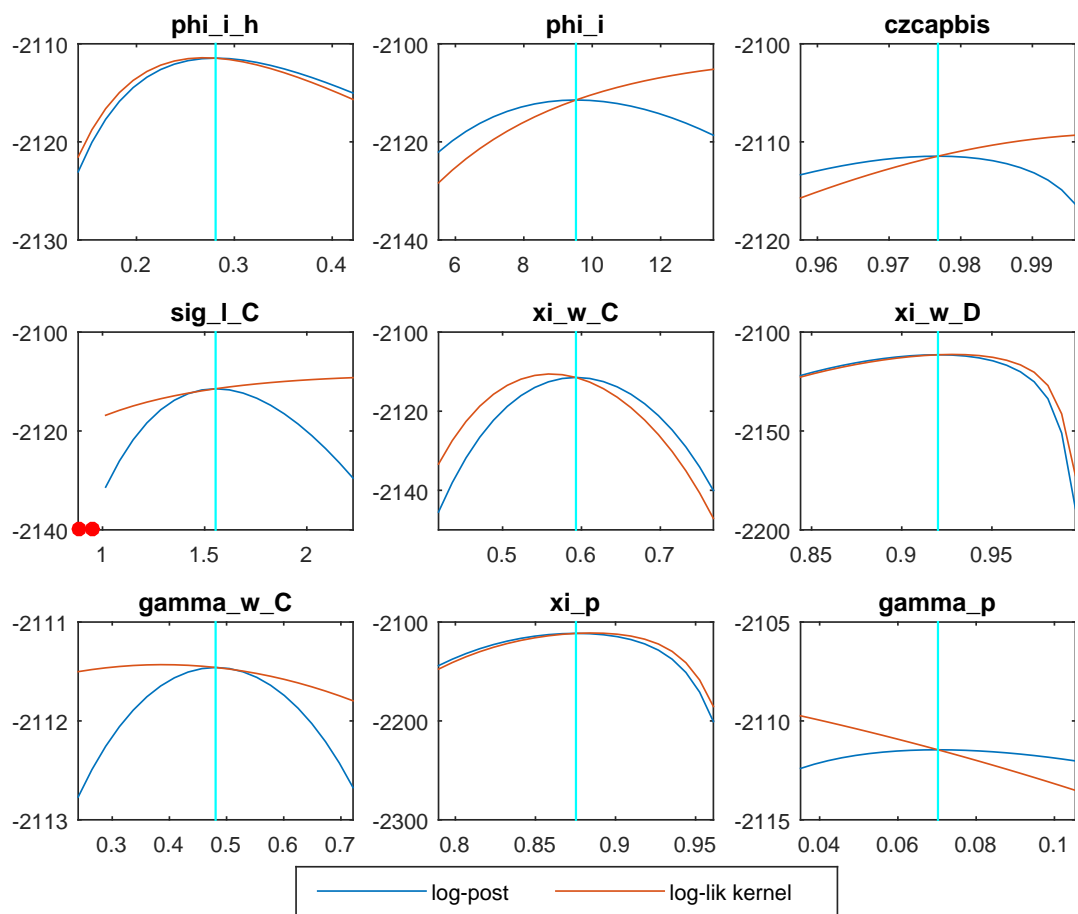 phi_i_h
phi_i
czcapbis
-2110
-2120
-2130
0.2 0.3 0.4
-2100
-2120
-2140
6 8 10 12
-2100
-2110
-2120
0.96 0.97 0.98 0.99
sig_l_C
xi_w_C
xi_w_D
-2100
-2120
-2140
1 1.5 2
-2100
-2120
-2140
0.5 0.6 0.7
-2100
-2150
-2200
0.85 0.9 0.95
gamma_w_C
xi_p
gamma_p
-2111
-2112
-2113
0.3 0.4 0.5 0.6 0.7
-2100
-2200
-2300
0.8 0.85 0.9 0.95
-2105
-2110
-2115
0.04 0.06 0.08 0.1
log-post log-lik kernel